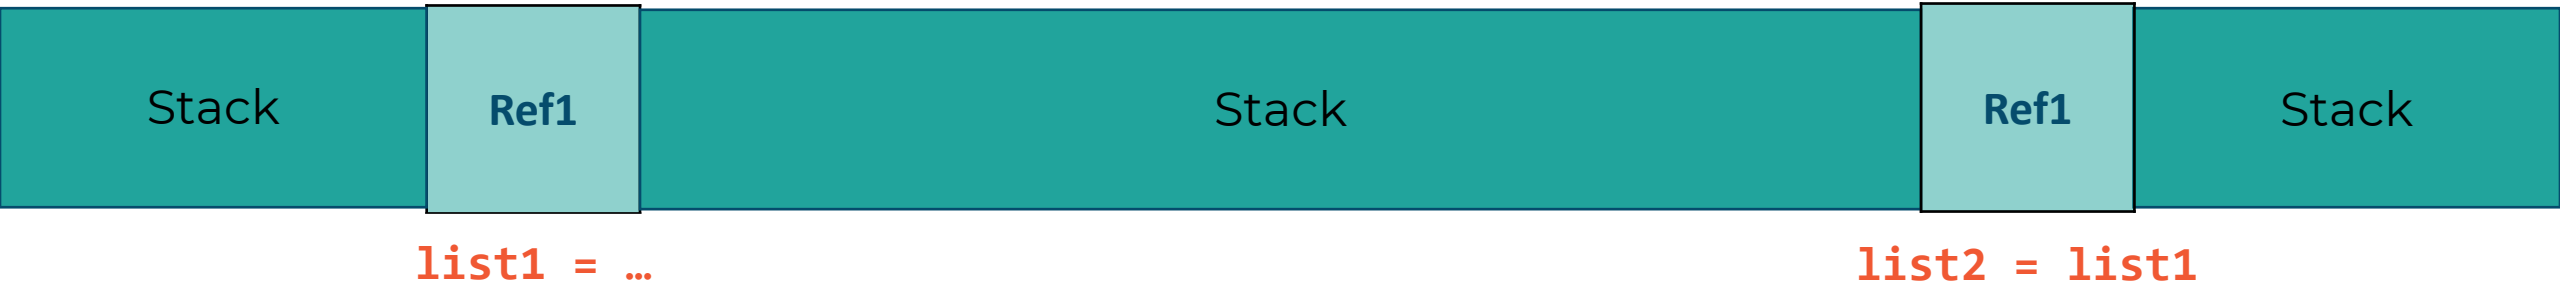 Stack Ref1 Stack Ref1 Stack
list1 = … list2 = list1